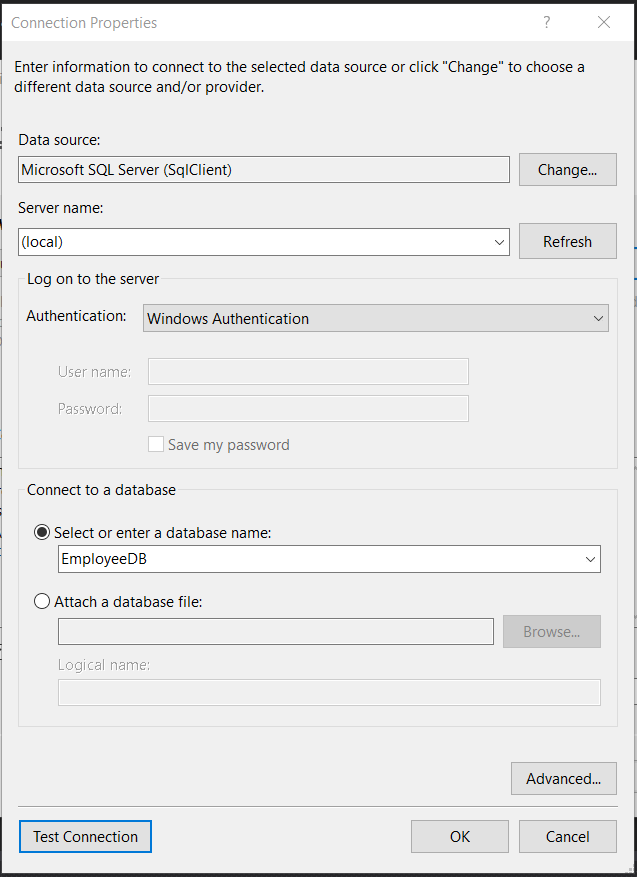 Connection Properties
?
Enter information to connect to the selected data source or click "Change" to choose a
different data source and/or provider.
Data source:
Microsoft SQL Server (SqlClient)
Change...
Server name:
(local)
Refresh
Log on to the server
Authentication:
Windows Authentication
User name:
Password:
Save my password
Connect to a database
Select or enter a database name:
EmployeeDB
Attach a database file:
Browse...
Logical name:
Advanced...
Test Connection
OK
Cancel